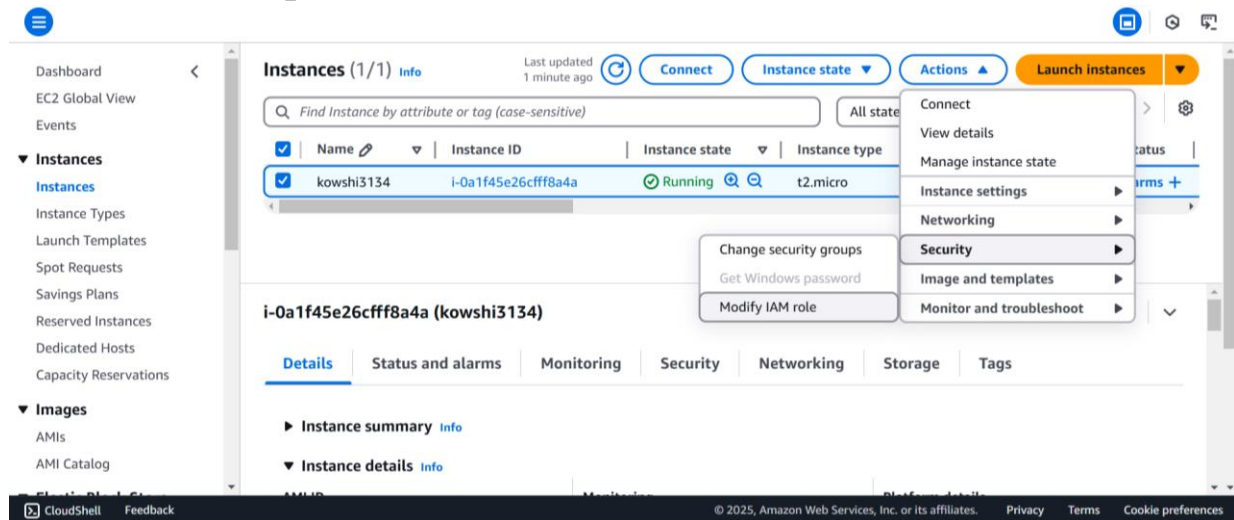 Dashboard
EC2 Global View
Events
Instances
Instances
Instance Types
Launch Templates
Spot Requests
Savings Plans
Reserved Instances
Dedicated Hosts
Capacity Reservations
Images
AMIs
AMI Catalog
Instances (1/1) Info
Last updated
1 minute ago
Connect
Instance state
Actions
Launch instances
Find Instance by attribute or tag (case-sensitive)
All state
Name
Instance ID
Instance state
Instance type
kowshi3134
i-0a1f45e26cfff8a4a
Running
t2.micro
Connect
View details
Manage instance state
Instance settings
Networking
Security
Image and templates
Monitor and troubleshoot
Change security groups
Get Windows password
Modify IAM role
i-0a1f45e26cfff8a4a (kowshi3134)
Details Status and alarms Monitoring Security Networking Storage Tags
Instance summary Info
Instance details Info
CloudShell Feedback © 2025, Amazon Web Services, Inc. or its affiliates. Privacy Terms Cookie preferences